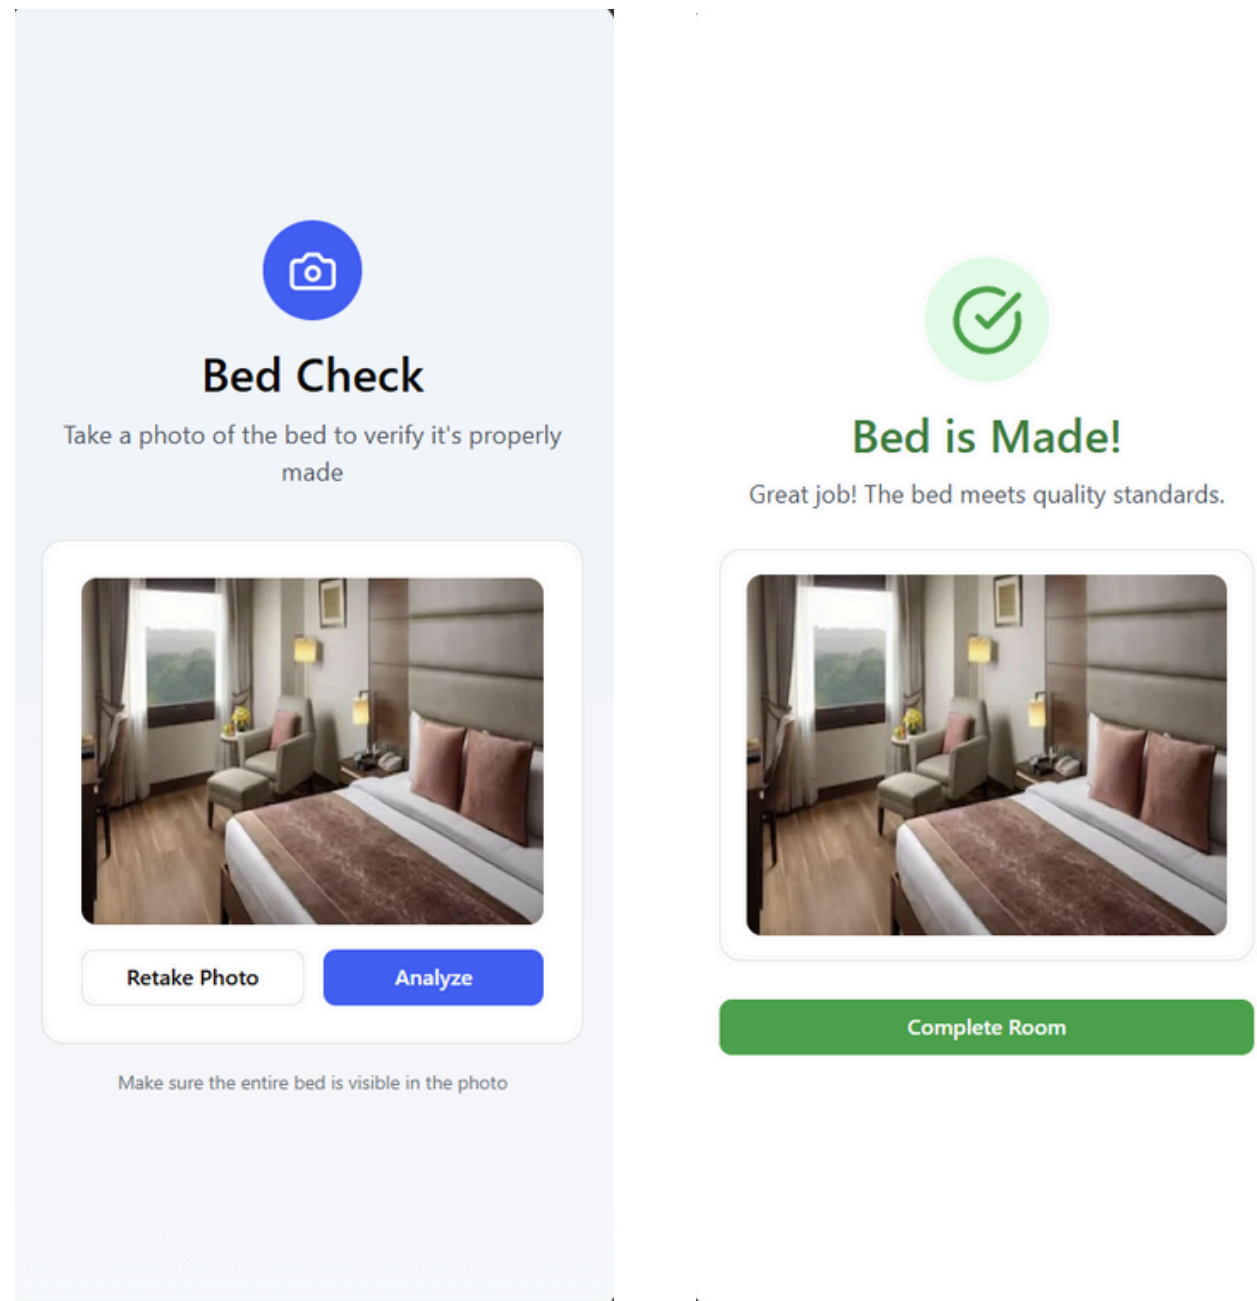 Bed Check
Take a photo of the bed to verify it's properly
made
Retake Photo
Analyze
Make sure the entire bed is visible in the photo
Bed is Made!
Great job! The bed meets quality standards.
Complete Room